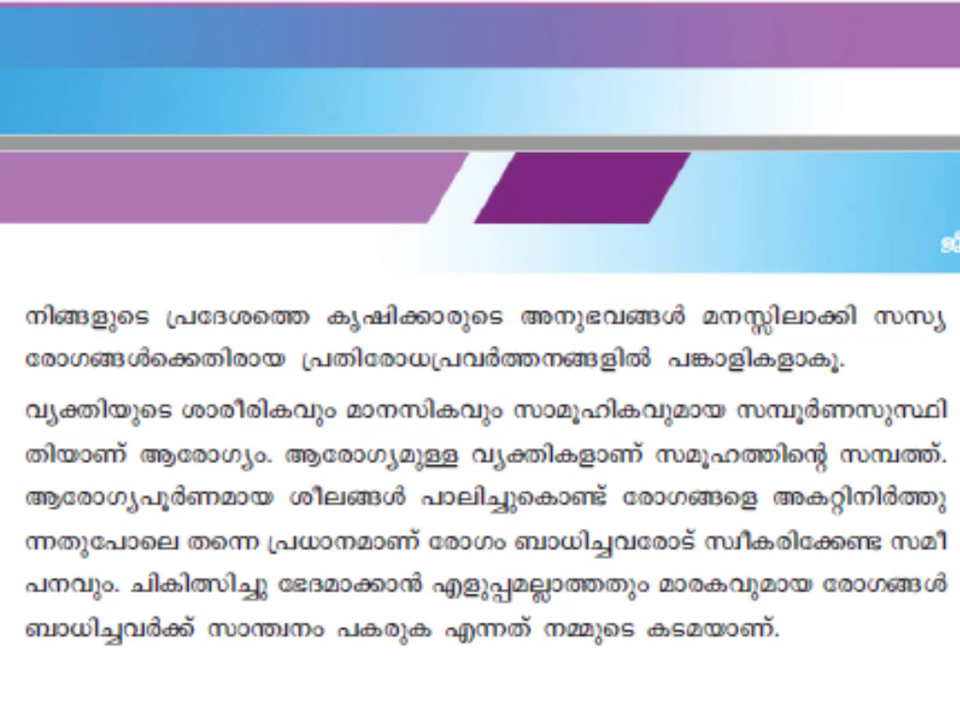 നിങ്ങളുടെ പ്രദേശത്തെ കൃഷിക്കാരുടെ അനുഭവങ്ങൾ മനസ്സിലാക്കി സസ്യ
രോഗങ്ങൾക്കെതിരായ പ്രതിരോധപ്രവർത്തനങ്ങളിൽ പങ്കാളികളാകൂ.
വ്യക്തിയുടെ ശാരീരികവും മാനസികവും സാമൂഹികവുമായ സമ്പൂർണസുസ്ഥി
തിയാണ് ആരോഗ്യം. ആരോഗ്യമുള്ള വ്യക്തികളാണ് സമൂഹത്തിന്റെ സമ്പത്ത്.
ആരോഗ്യപൂർണമായ ശീലങ്ങൾ പാലിച്ചുകൊണ്ട് രോഗങ്ങളെ അകറ്റിനിർത്തു
ന്നതുപോലെ തന്നെ പ്രധാനമാണ് രോഗം ബാധിച്ചവരോട് സ്വീകരിക്കേണ്ട സമീ
പനവും. ചികിത്സിച്ചു ഭേദമാക്കാൻ എളുപ്പമല്ലാത്തതും മാരകവുമായ രോഗങ്ങൾ
ബാധിച്ചവർക്ക് സാന്ത്വനം പകരുക എന്നത് നമ്മുടെ കടമയാണ്.